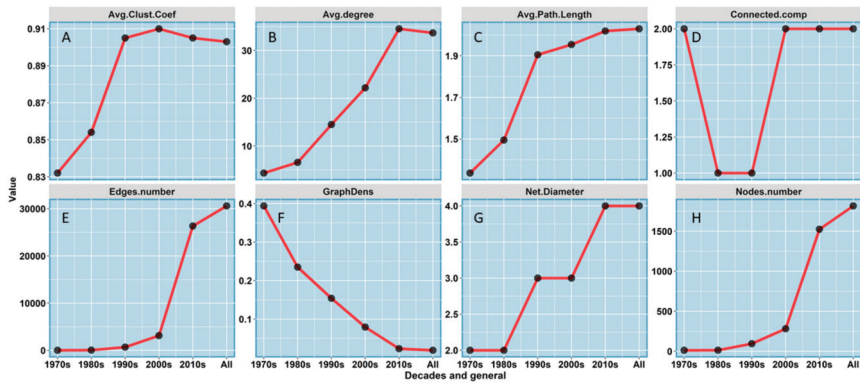 Avg.Clust.Coef Avg.degree Avg.Path.Length Connected.comp
A B C D
0.91 0.89 0.87 0.85 0.83
30 20 10
1.9 1.7 1.5
2.00 1.75 1.50 1.25 1.00
Value
Edges.number GraphDens Net.Diameter Nodes.number
E F G H
30000 20000 10000 0
0.4 0.3 0.2 0.1
4.0 3.5 3.0 2.5 2.0
1500 1000 500 0
1970s 1980s 1990s 2000s 2010s All 1970s 1980s 1990s 2000s 2010s All 1970s 1980s 1990s 2000s 2010s All 1970s 1980s 1990s 2000s 2010s All
Decades and general